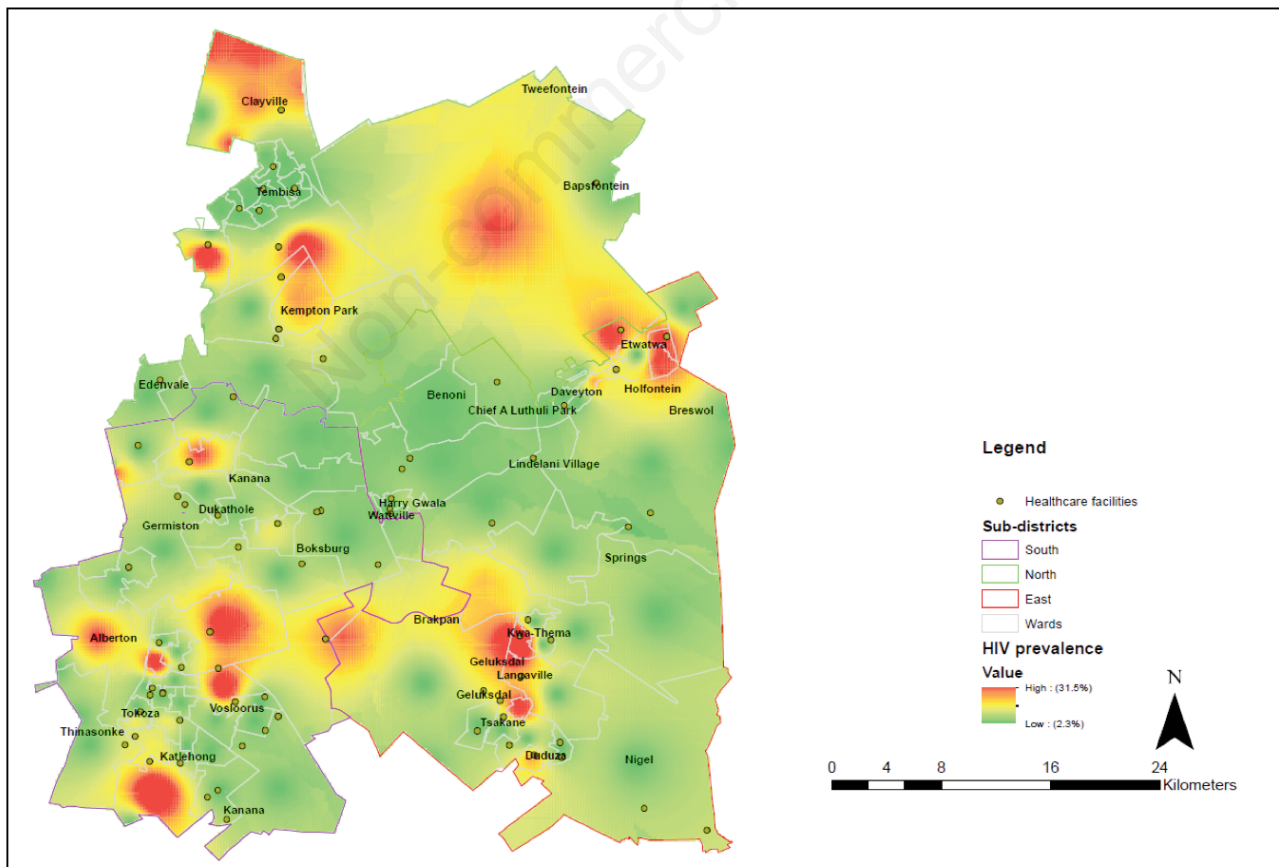 Non-commerci
Tweefontein
Clayville
Bapsfontein
Tembisa
Kempton Park
Etwatwa
Edenvale
Benoni
Daveyton
Holfontein
Chief A Luthuli Park
Breswol
Lindelani Village
Kanana
Harry Gwala
Dukathole
Wattville
Germiston
Boksburg
Springs
Brakpan
Alberton
Kwa-Thema
Geluksdal
Langaville
Geluksdal
Vosloorus
Tokoza
Tsakane
Thinasonke
Katlehong
Duduza
Nigel
Kanana
Legend
Healthcare facilities
Sub-districts
South
North
East
Wards
HIV prevalence
Value
High : (31.5%)
Low : (2.3%)
N
0 4 8 16 24
Kilometers